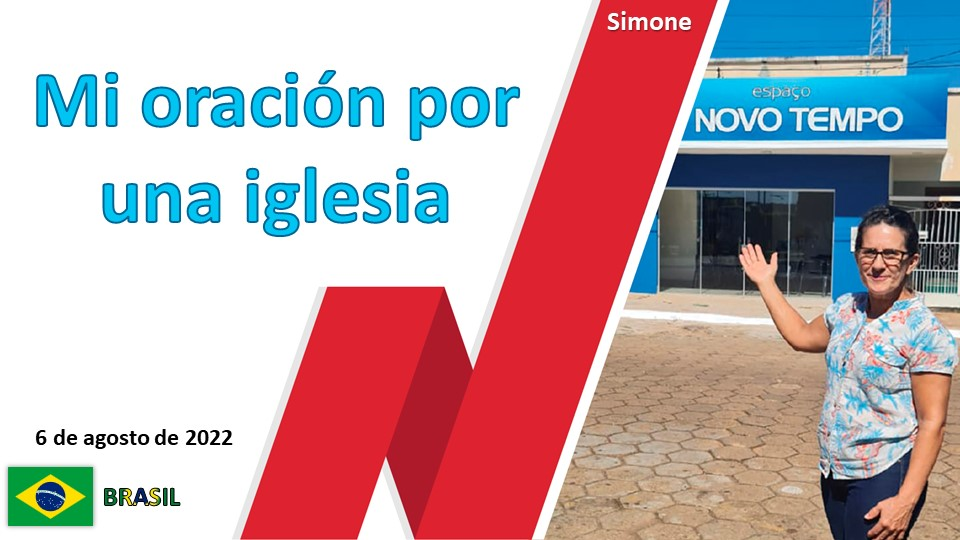 Simone
Mi oración por
una iglesia
espaço
NOVO TEMPO
6 de agosto de 2022
BRASIL